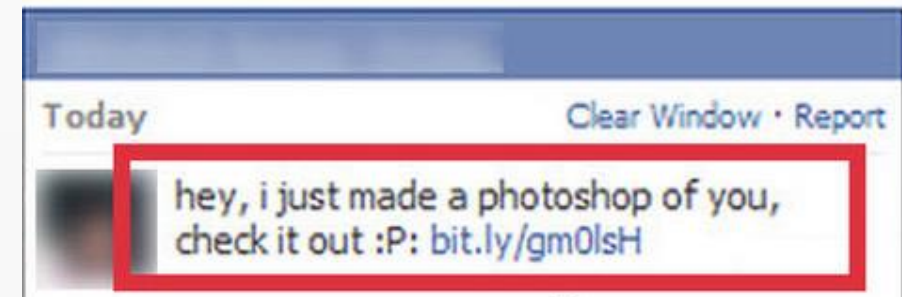 Today Clear Window · Report
hey, i just made a photoshop of you,
check it out :P: bit.ly/gm0lsH